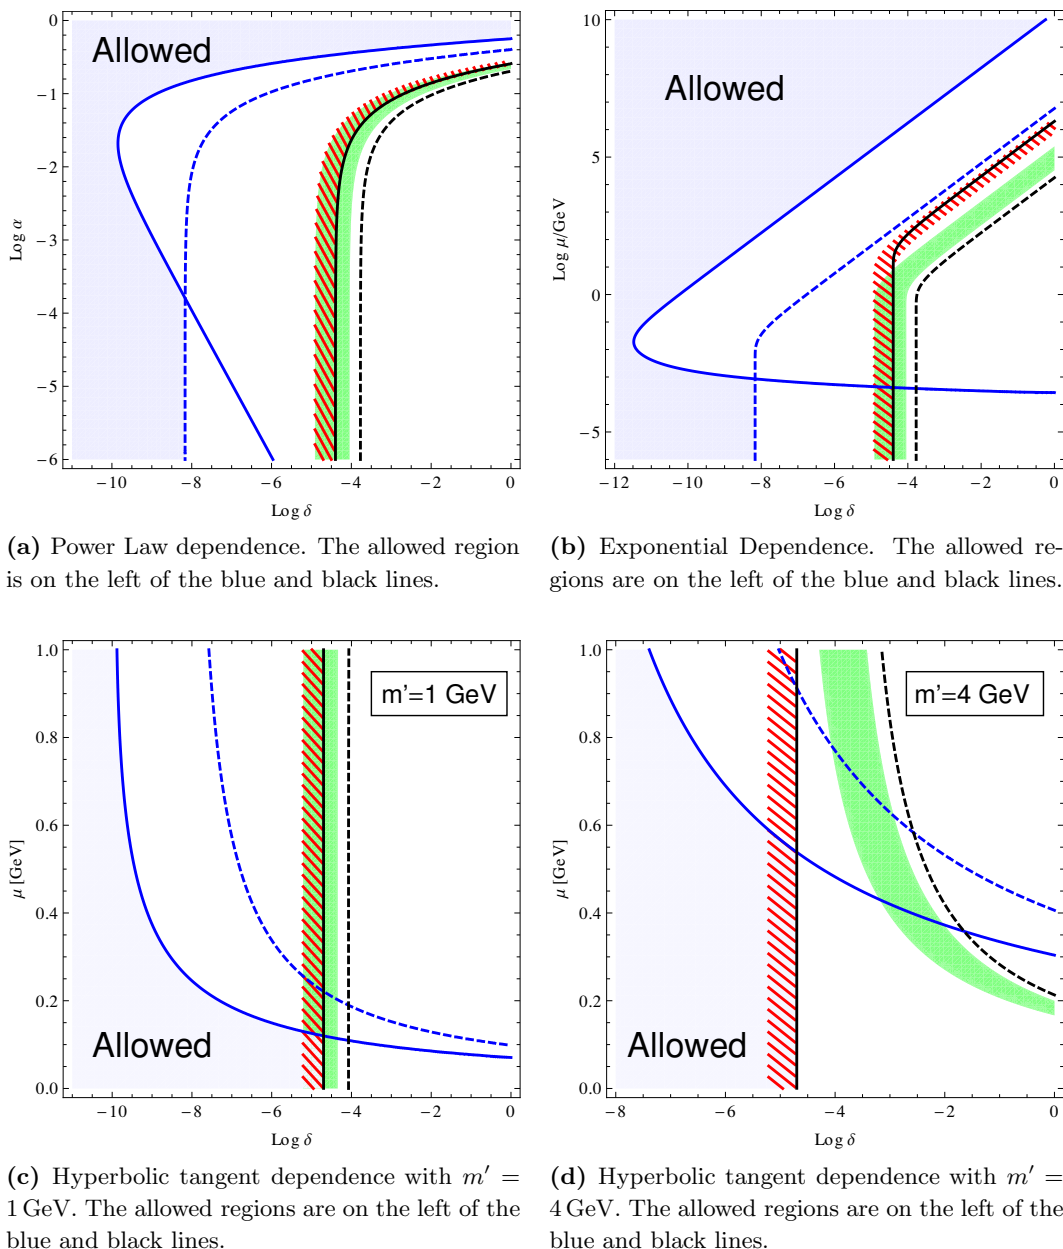 Allowed
0
−1
−2
−3
−4
−5
−6
Log α
−10 −8 −6 −4 −2 0
Log δ
Allowed
10
5
0
−5
Log μ/GeV
−12 −10 −8 −6 −4 −2 0
Log δ
(a) Power Law dependence. The allowed region
is on the left of the blue and black lines.
(b) Exponential Dependence. The allowed re-
gions are on the left of the blue and black lines.
m'=1 GeV
Allowed
1.0
0.8
0.6
0.4
0.2
0.0
μ [GeV]
−10 −8 −6 −4 −2 0
Log δ
m'=4 GeV
Allowed
1.0
0.8
0.6
0.4
0.2
0.0
μ [GeV]
−8 −6 −4 −2 0
Log δ
(c) Hyperbolic tangent dependence with m′ =
1 GeV. The allowed regions are on the left of the
blue and black lines.
(d) Hyperbolic tangent dependence with m′ =
4 GeV. The allowed regions are on the left of the
blue and black lines.